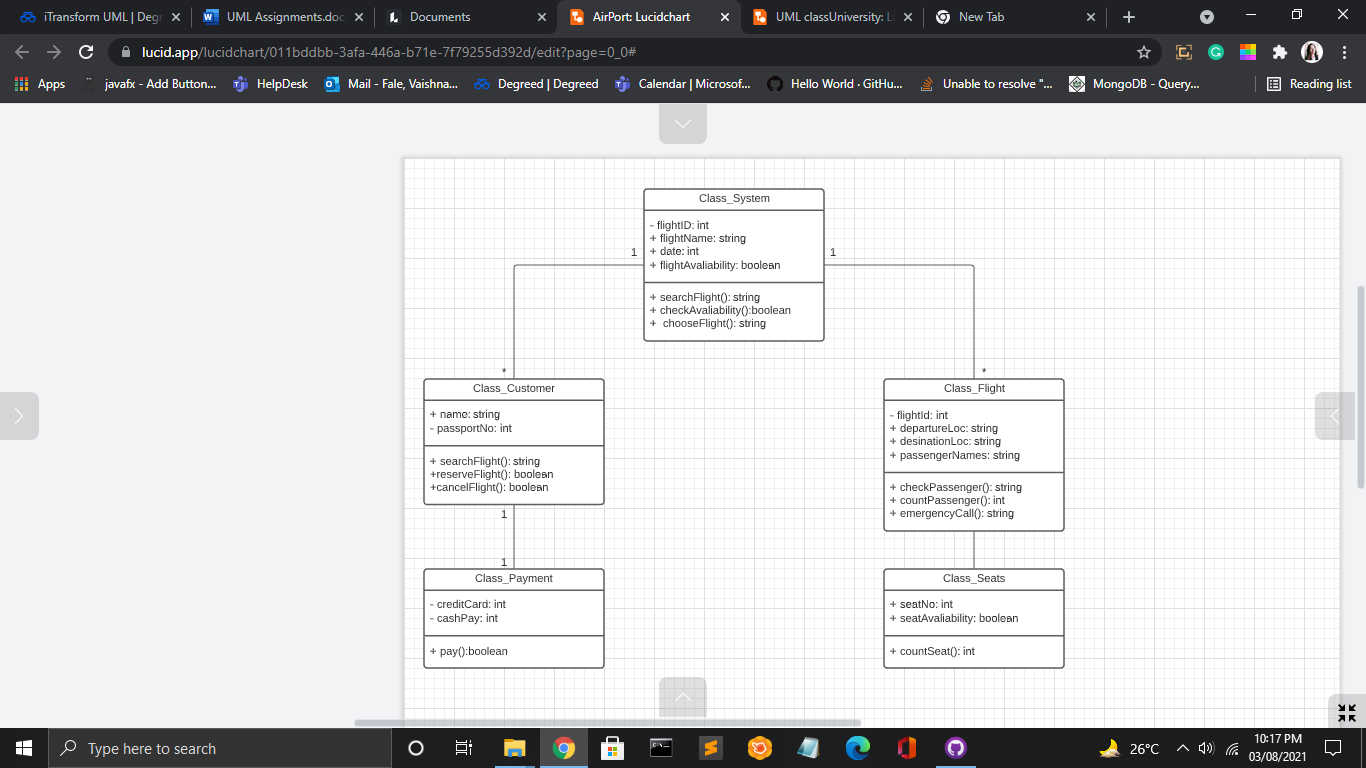 iTransform UML | Degr
UML Assignments.doc
Documents
AirPort: Lucidchart
UML classUniversity: L
New Tab
lucid.app/lucidchart/011bddbb-3afa-446a-b71e-7f79255d392d/edit?page=0_0#
Apps
javafx - Add Button...
HelpDesk
Mail - Fale, Vaishna...
Degreed | Degreed
Calendar | Microsof...
Hello World · GitHu...
Unable to resolve "...
MongoDB - Query...
Reading list
Class_System
- flightID: int
+ flightName: string
+ date: int
+ flightAvaliability: boolean
+ searchFlight(): string
+ checkAvaliability():boolean
+ chooseFlight(): string
1
1
*
*
Class_Customer
+ name: string
- passportNo: int
+ searchFlight(): string
+reserveFlight(): boolean
+cancelFlight(): boolean
Class_Flight
- flightId: int
+ departureLoc: string
+ desinationLoc: string
+ passengerNames: string
+ checkPassenger(): string
+ countPassenger(): int
+ emergencyCall(): string
1
1
Class_Payment
- creditCard: int
- cashPay: int
+ pay():boolean
Class_Seats
+ seatNo: int
+ seatAvaliability: boolean
+ countSeat(): int
Type here to search
26°C
10:17 PM
03/08/2021